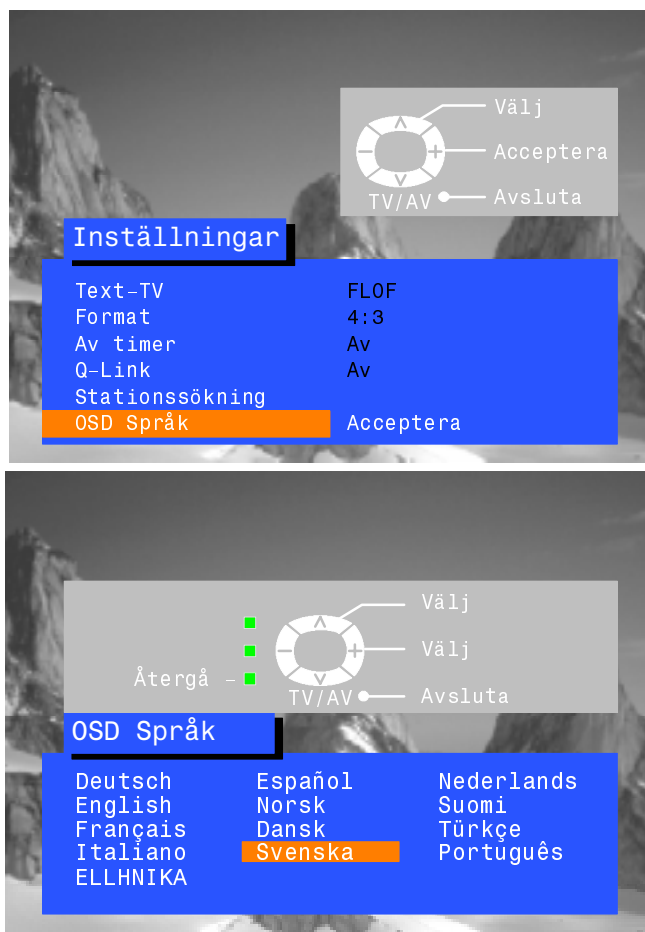 Välj
Acceptera
TV/AV Avsluta
Inställningar
Text-TV FLOF
Format 4:3
Av timer Av
Q-Link Av
Stationssökning
OSD Språk Acceptera
Välj
Välj
Återgå
TV/AV Avsluta
OSD Språk
Deutsch Español Nederlands
English Norsk Suomi
Français Dansk Türkçe
Italiano Svenska Português
ELLHNIKA